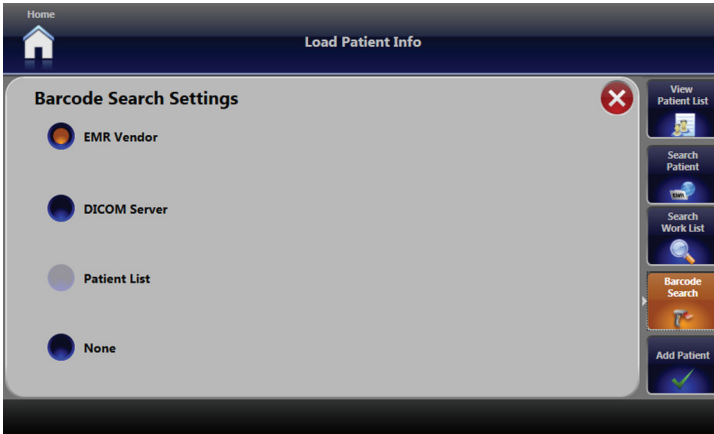 Home
Load Patient Info
Barcode Search Settings
EMR Vendor
DICOM Server
Patient List
None
View
Patient List
Search
Patient
EMR
Search
Work List
Barcode
Search
Add Patient